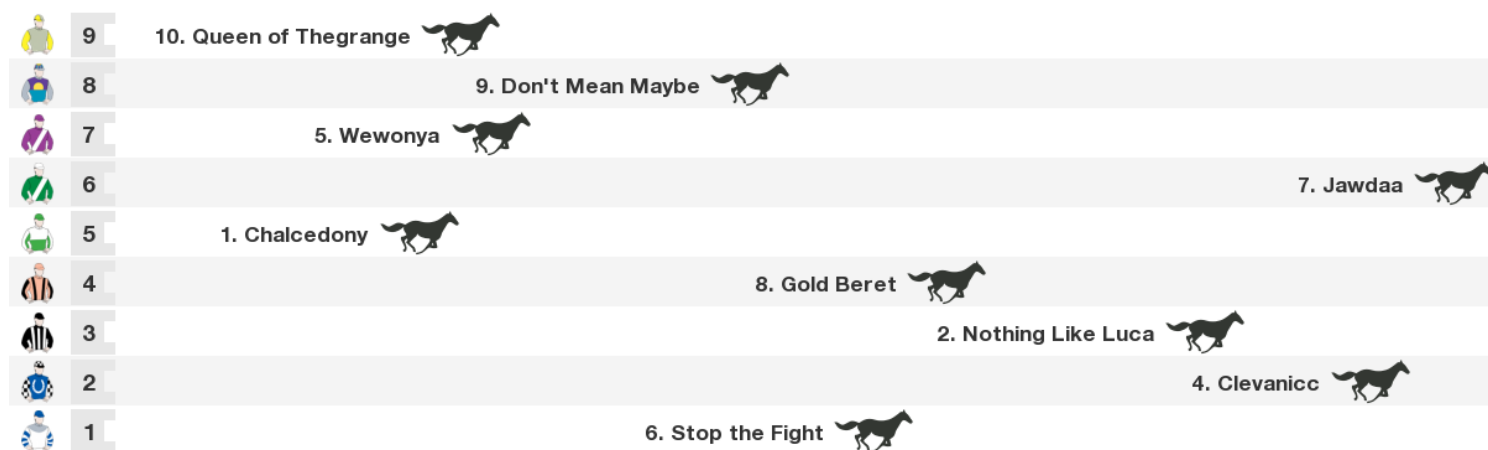 9 10. Queen of Thegrange
8 9. Don't Mean Maybe
7 5. Wewonya
6 7. Jawdaa
5 1. Chalcedony
4 8. Gold Beret
3 2. Nothing Like Luca
2 4. Clevanicc
1 6. Stop the Fight